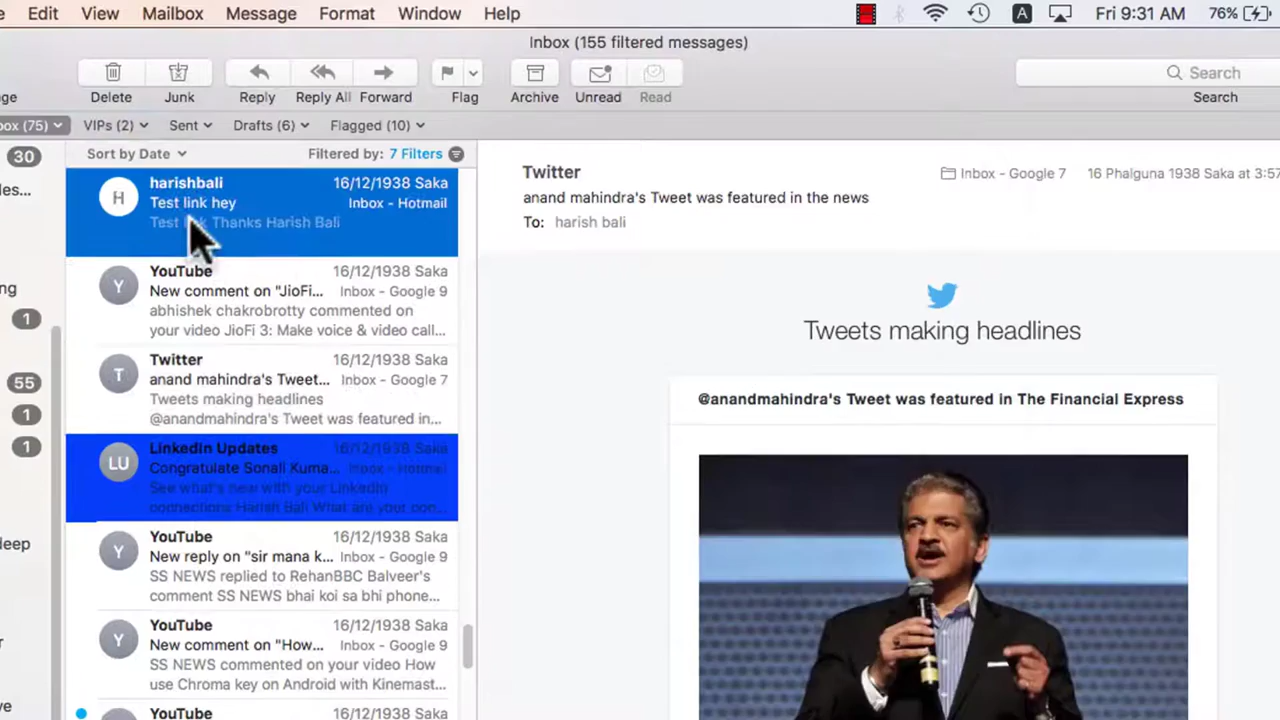 Edit View Mailbox Message Format Window Help A Fri 9:31 AM 76%
Inbox (155 filtered messages)
Search
Delete Junk Reply Reply All Forward Flag Archive Unread Read Search
(75) VIPs (2) Sent Drafts (6) Flagged (10)
Sort by Date Filtered by: 7 Filters
30
1
55
1
1
H
harishbali 16/12/1938 Saka
Test link hey Inbox - Hotmail
Thanks Harish Bali
Y
YouTube 16/12/1938 Saka
New comment on "JioFi... Inbox - Google 9
abhishek chakrobotty commented on
your video JioFi 3: Make voice & video call...
T
Twitter 16/12/1938 Saka
anand mahindra's Tweet... Inbox - Google 7
Tweets making headlines
@anandmahindra's Tweet was featured in...
LU
LinkedIn Updates 16/12/1938 Saka
Congratulate Sonali Kuma... Inbox - Hotmail
See what's new with your LinkedIn
connections Harish Bali What are your con...
Y
YouTube 16/12/1938 Saka
New reply on "sir mana k... Inbox - Google 9
SS NEWS replied to RehanBBC Balveer's
comment SS NEWS bhai koi sa bhi phone...
Y
YouTube 16/12/1938 Saka
New comment on "How... Inbox - Google 9
SS NEWS commented on your video How
use Chroma key on Android with Kinemast...
YouTube 16/12/1938 Saka
Twitter Inbox - Google 7 16 Phalguna 1938 Saka at 3:57
anand mahindra's Tweet was featured in the news
To: harish bali
Tweets making headlines
@anandmahindra's Tweet was featured in The Financial Express